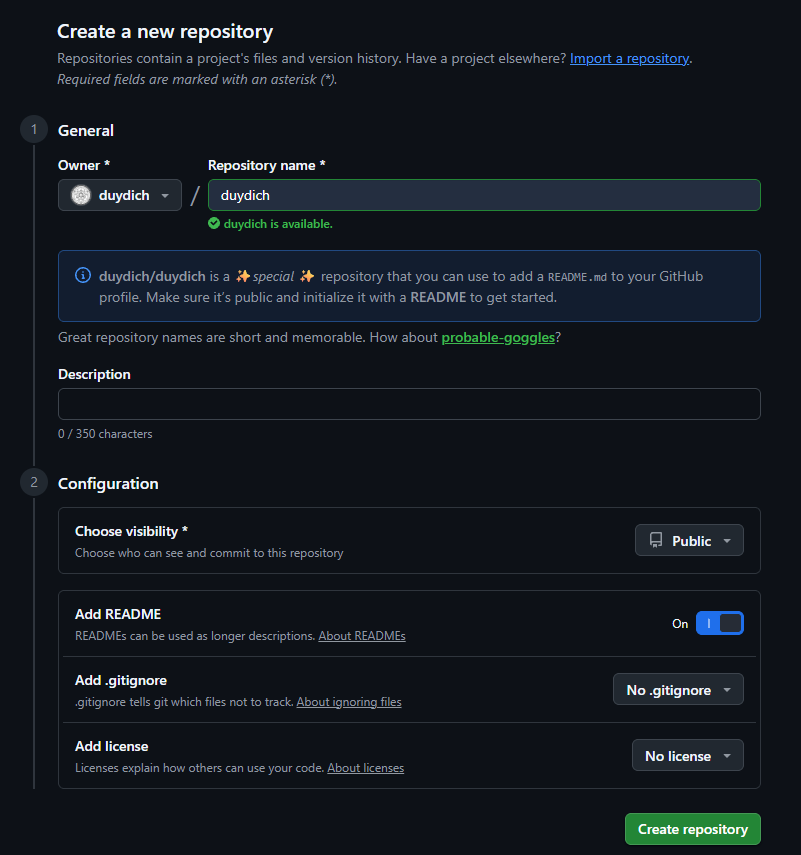 Create a new repository
Repositories contain a project's files and version history. Have a project elsewhere? Import a repository.
Required fields are marked with an asterisk (*).
1
General
Owner *
Repository name *
duydich
/
duydich
duydich is available.
duydich/duydich is a ✨special ✨ repository that you can use to add a README.md to your GitHub
profile. Make sure it’s public and initialize it with a README to get started.
Great repository names are short and memorable. How about probable-goggles?
Description
0 / 350 characters
2
Configuration
Choose visibility *
Choose who can see and commit to this repository
Public
Add README
READMEs can be used as longer descriptions. About READMEs
On
Add .gitignore
.gitignore tells git which files not to track. About ignoring files
No .gitignore
Add license
Licenses explain how others can use your code. About licenses
No license
Create repository